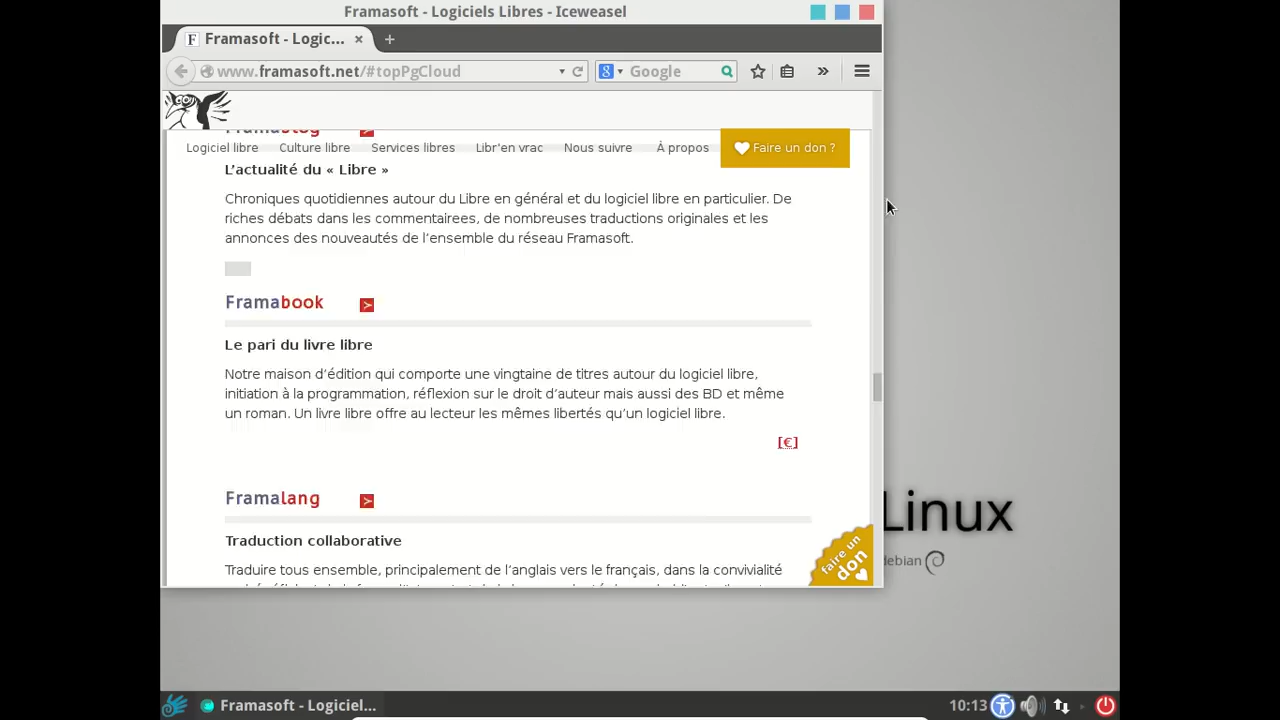 Framasoft - Logiciels Libres - Iceweasel
Framasoft - Logic...
www.framasoft.net/#topPgCloud
Google
Framablog
Logiciel libre Culture libre Services libres Libr'en vrac Nous suivre À propos Faire un don ?
L’actualité du « Libre »
Chroniques quotidiennes autour du Libre en général et du logiciel libre en particulier. De
riches débats dans les commentairees, de nombreuses traductions originales et les
annonces des nouveautés de l’ensemble du réseau Framasoft.
Framabook
Le pari du livre libre
Notre maison d’édition qui comporte une vingtaine de titres autour du logiciel libre,
initiation à la programmation, réflexion sur le droit d’auteur mais aussi des BD et même
un roman. Un livre libre offre au lecteur les mêmes libertés qu’un logiciel libre.
[€]
Framalang
Traduction collaborative
Traduire tous ensemble, principalement de l’anglais vers le français, dans la convivialité
faire un
don
Linux
debian
Framasoft - Logiciel...
10:13